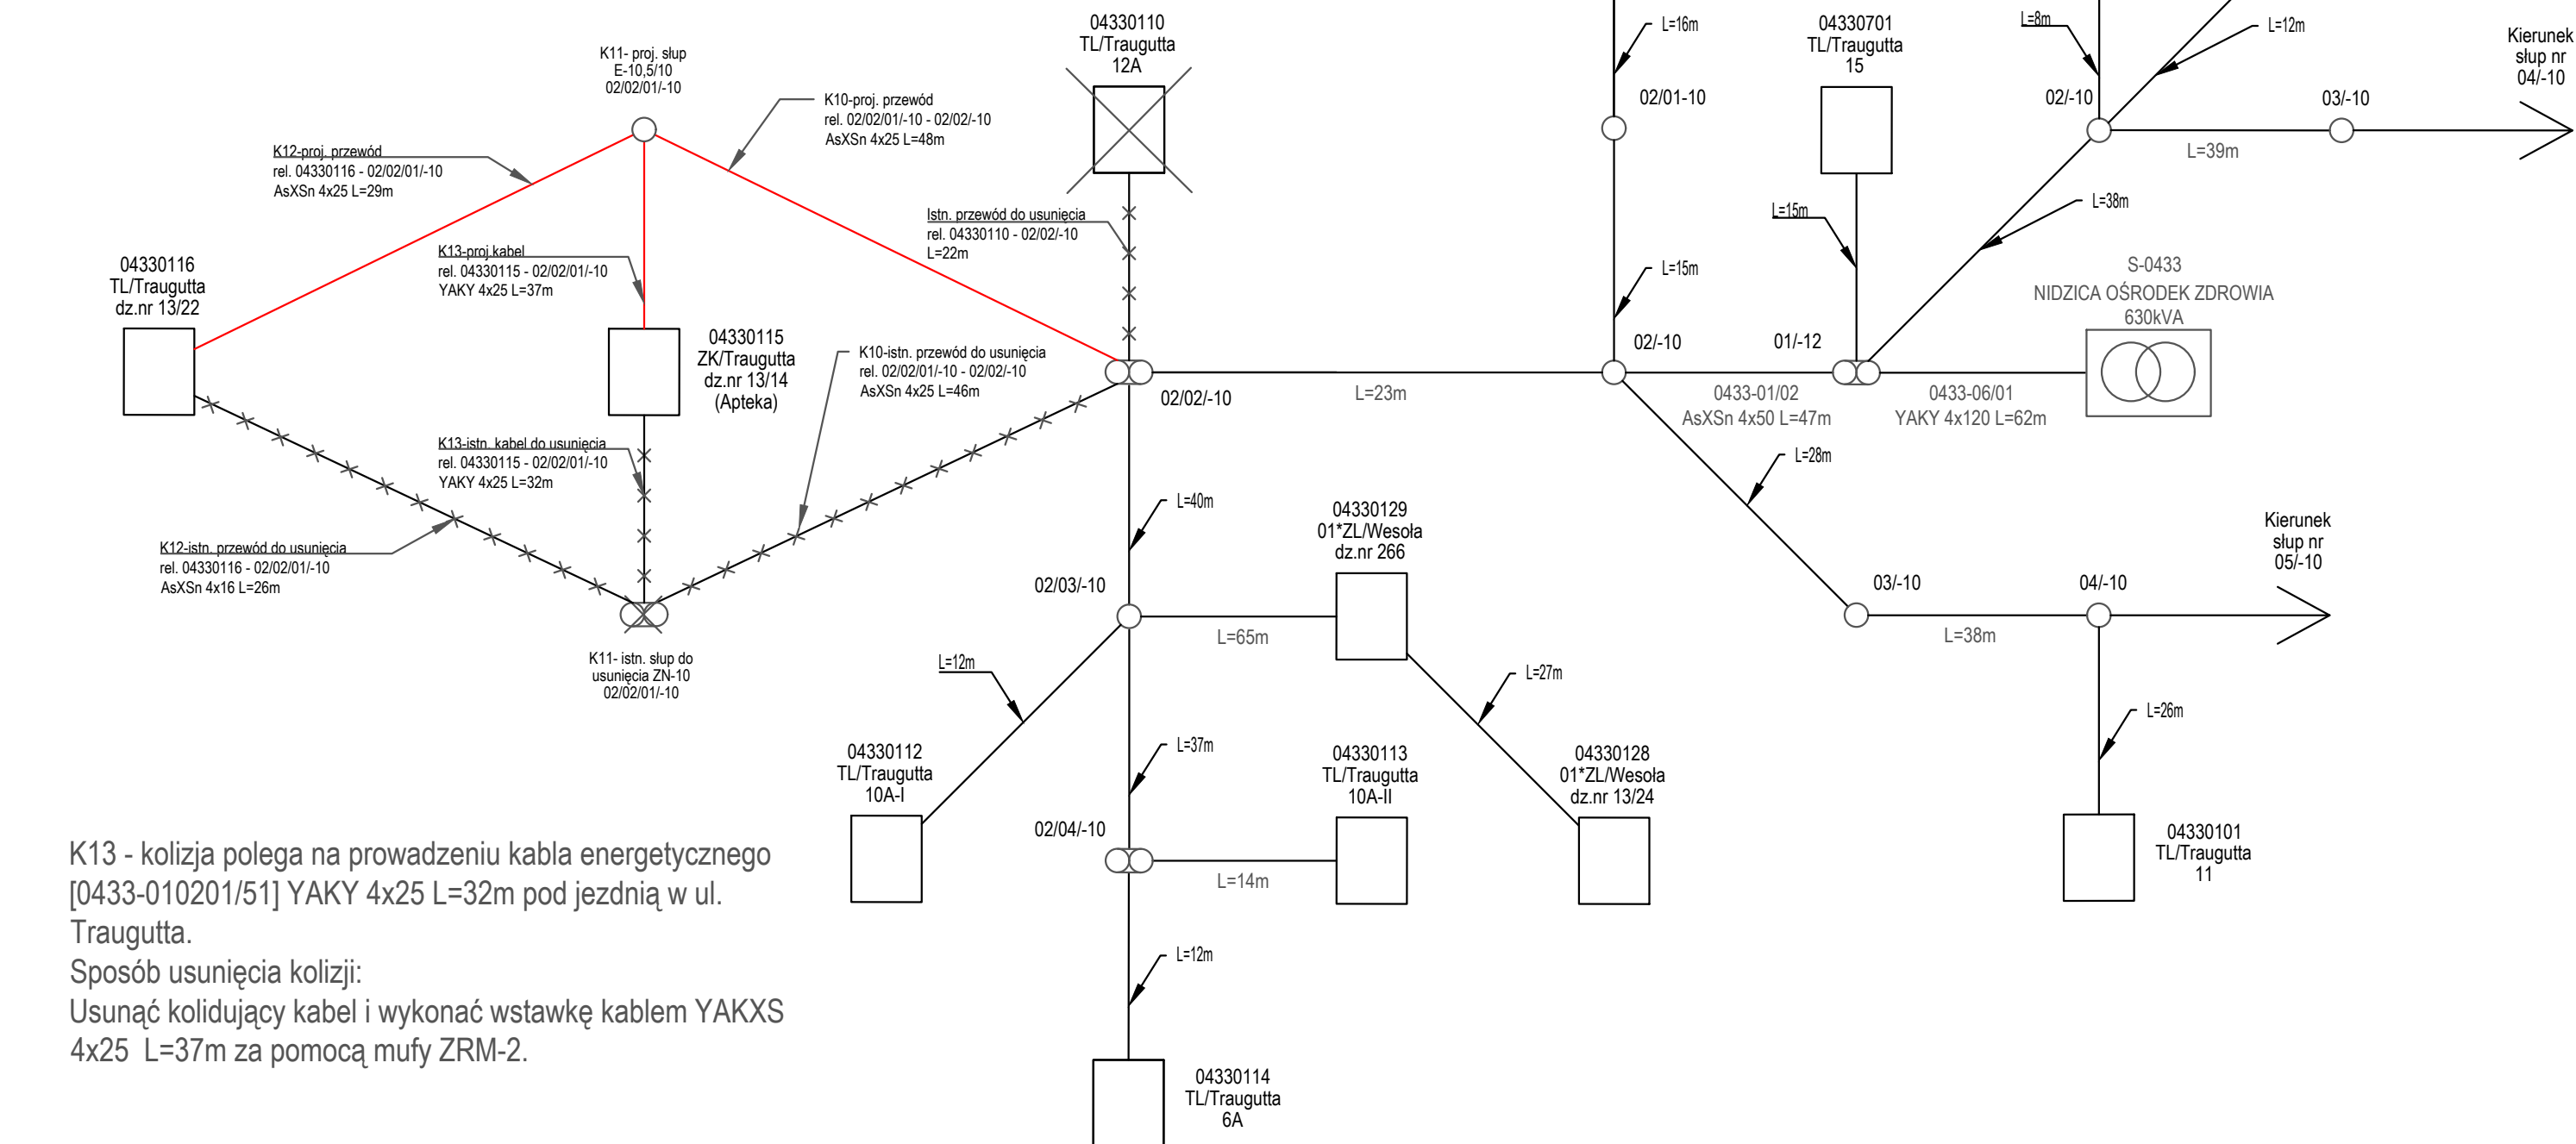 K11- proj. słup
E-10,5/10
02/02/01/-10
K12-proj. przewód
rel. 04330116 - 02/02/01/-10
AsXSn 4x25 L=29m
K10-proj. przewód
rel. 02/02/01/-10 - 02/02/-10
AsXSn 4x25 L=48m
K13-proj.kabel
rel. 04330115 - 02/02/01/-10
YAKY 4x25 L=37m
04330116
TL/Traugutta
dz.nr 13/22
04330115
ZK/Traugutta
dz.nr 13/14
(Apteka)
K13-istn. kabel do usunięcia
rel. 04330115 - 02/02/01/-10
YAKY 4x25 L=32m
K12-istn. przewód do usunięcia
rel. 04330116 - 02/02/01/-10
AsXSn 4x16 L=26m
K10-istn. przewód do usunięcia
rel. 02/02/01/-10 - 02/02/-10
AsXSn 4x25 L=46m
K11- istn. słup do
usunięcia ZN-10
02/02/01/-10
04330110
TL/Traugutta
12A
Istn. przewód do usunięcia
rel. 04330110 - 02/02/-10
L=22m
02/02/-10
L=23m
L=16m
02/01-10
L=15m
02/-10
04330701
TL/Traugutta
15
L=15m
01/-12
0433-01/02
AsXSn 4x50 L=47m
0433-06/01
YAKY 4x120 L=62m
S-0433
NIDZICA OŚRODEK ZDROWIA
630kVA
L=8m
L=12m
02/-10
L=39m
03/-10
Kierunek
słup nr
04/-10
L=38m
L=28m
03/-10
L=38m
04/-10
Kierunek
słup nr
05/-10
L=26m
04330101
TL/Traugutta
11
L=40m
02/03/-10
L=65m
04330129
01*ZL/Wesoła
dz.nr 266
L=27m
04330128
01*ZL/Wesoła
dz.nr 13/24
L=12m
04330112
TL/Traugutta
10A-I
L=37m
02/04/-10
L=14m
04330113
TL/Traugutta
10A-II
L=12m
04330114
TL/Traugutta
6A
K13 - kolizja polega na prowadzeniu kabla energetycznego
[0433-010201/51] YAKY 4x25 L=32m pod jezdnią w ul.
Traugutta.
Sposób usunięcia kolizji:
Usunąć kolidujący kabel i wykonać wstawkę kablem YAKXS
4x25 L=37m za pomocą mufy ZRM-2.